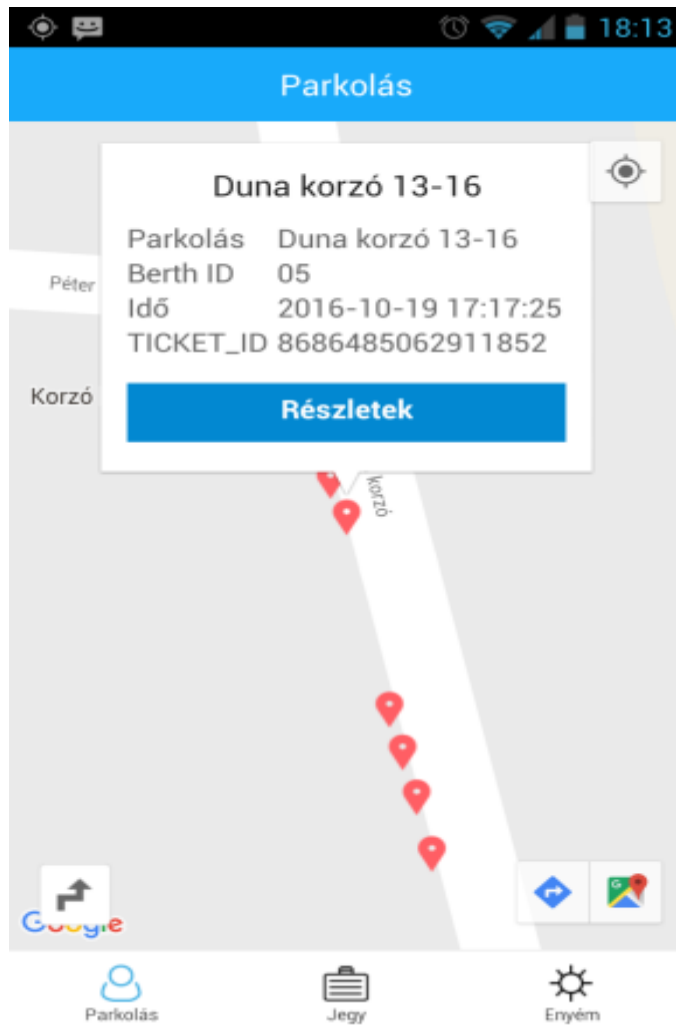 18:13
Parkolás
Duna korzó 13-16
Parkolás Duna korzó 13-16
Berth ID 05
Idő 2016-10-19 17:17:25
TICKET_ID 8686485062911852
Részletek
Péter
Korzó
korzó
Google
Parkolás Jegy Enyém